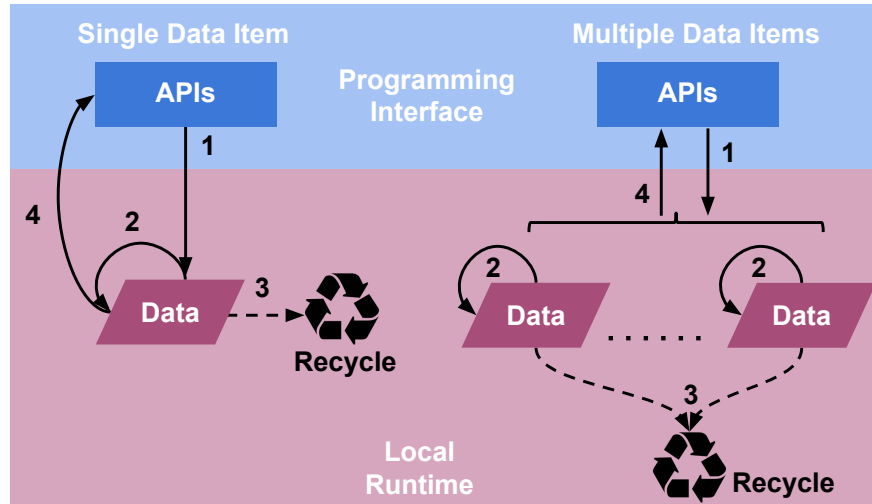 Single Data Item
Multiple Data Items
Programming
Interface
APIs
APIs
1
1
4
4
2
2
2
Data
3
Data
Data
. . . . . .
Recycle
3
Local
Runtime
Recycle